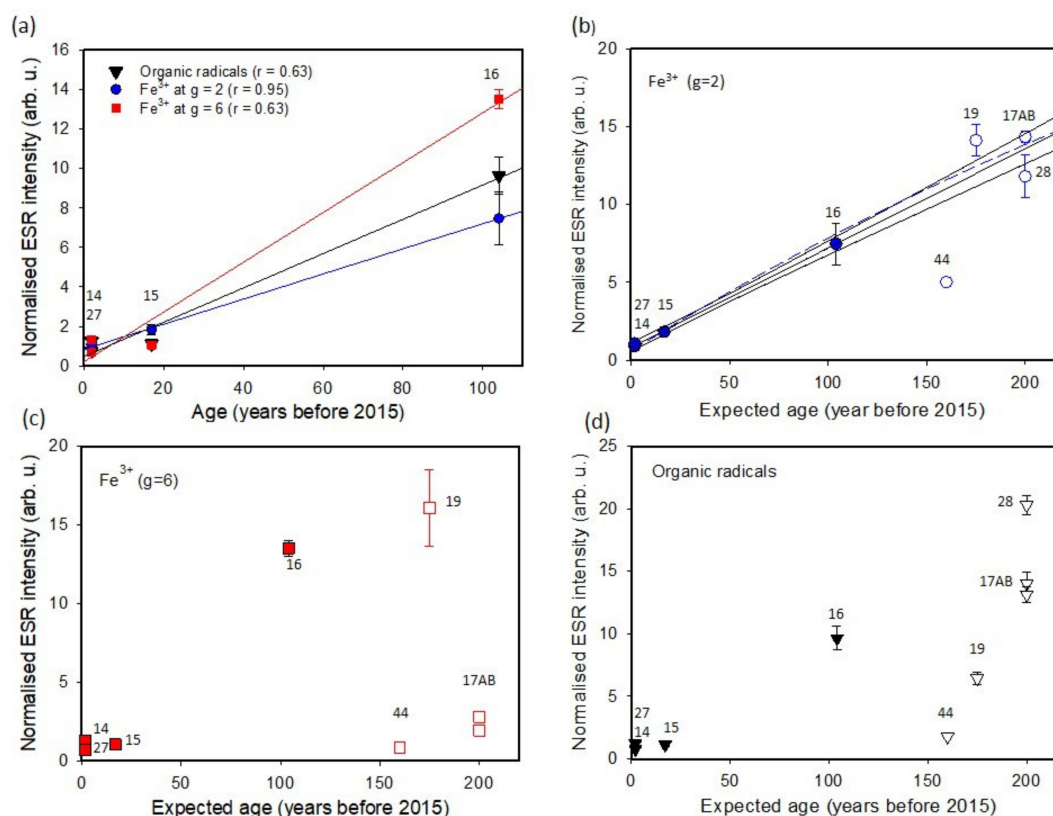 (a)
16
14
12
10
8
6
4
2
0
Normalised ESR intensity (arb. u.)
Organic radicals (r = 0.63)
Fe³⁺ at g = 2 (r = 0.95)
Fe³⁺ at g = 6 (r = 0.63)
16
14
27
15
0 20 40 60 80 100
Age (years before 2015)
(b)
20
15
10
5
0
Normalised ESR intensity (arb. u.)
Fe³⁺ (g=2)
19
17AB
28
16
44
27
14
15
0 50 100 150 200
Expected age (year before 2015)
(c)
20
15
10
5
0
Normalised ESR intensity (arb. u.)
Fe³⁺ (g=6)
19
16
17AB
44
14
27
15
0 50 100 150 200
Expected age (years before 2015)
(d)
25
20
15
10
5
0
Normalised ESR intensity (arb. u.)
Organic radicals
28
17AB
16
19
44
27
14
15
0 50 100 150 200
Expected age (years before 2015)